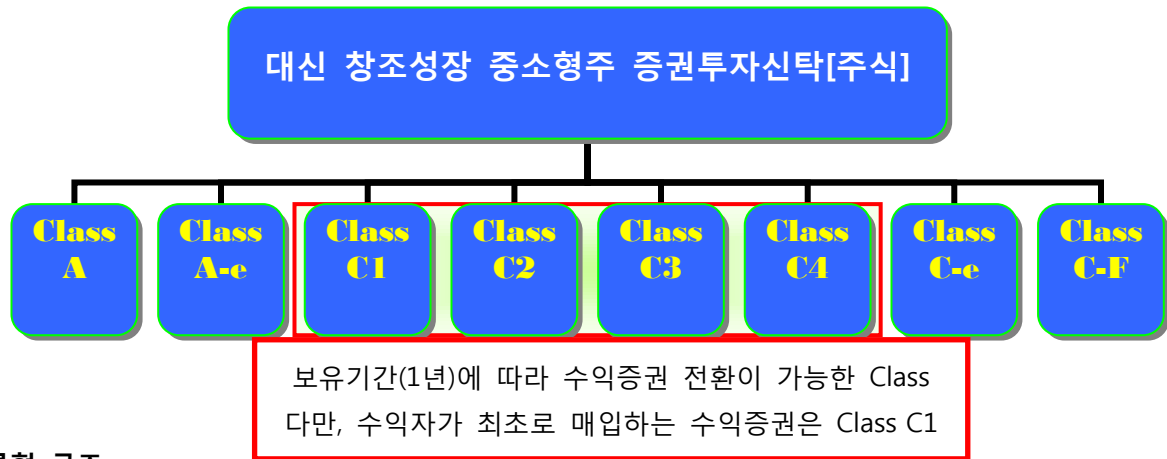 대신 창조성장 중소형주 증권투자신탁[주식]
Class
A
Class
A-e
Class
C1
Class
C2
Class
C3
Class
C4
Class
C-e
Class
C-F
보유기간(1년)에 따라 수익증권 전환이 가능한 Class
다만, 수익자가 최초로 매입하는 수익증권은 Class C1